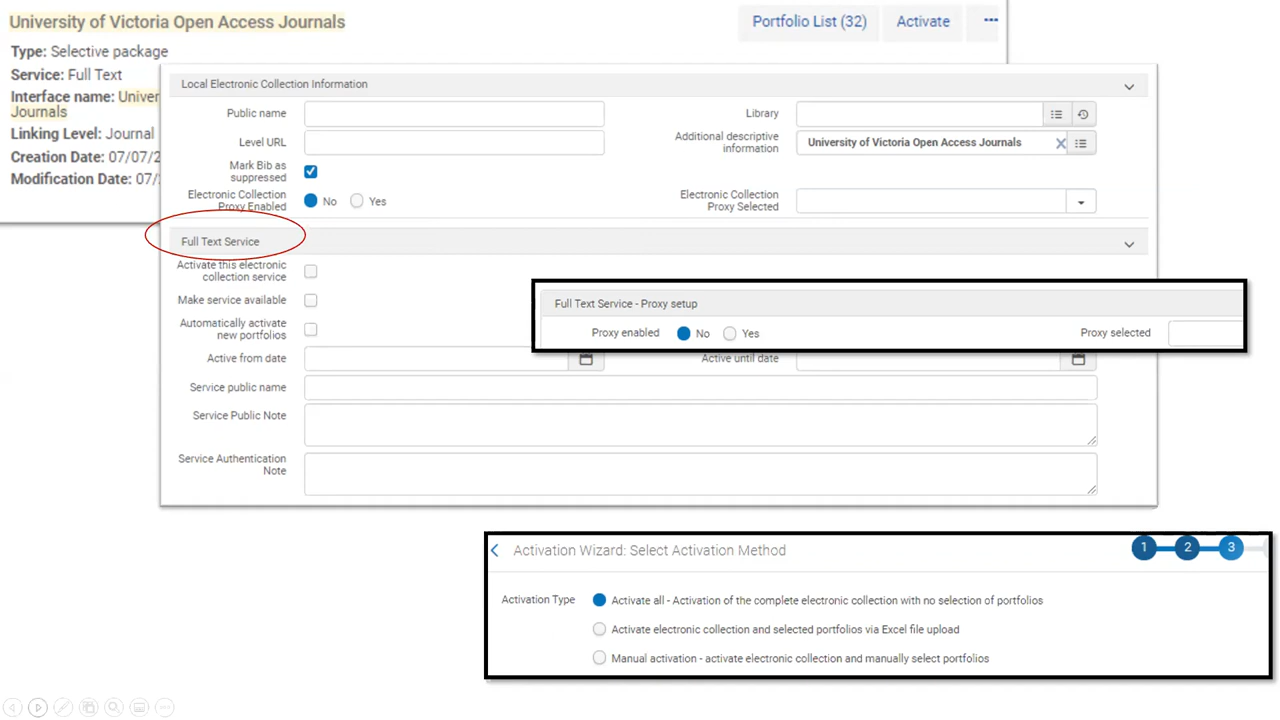 University of Victoria Open Access Journals
Portfolio List (32)
Activate
Type: Selective package
Service: Full Text
Interface name: Univer
Journals
Linking Level: Journal
Creation Date: 07/07/2
Modification Date: 07/
Local Electronic Collection Information
Public name
Library
Level URL
Additional descriptive
information
University of Victoria Open Access Journals
Mark Bib as
suppressed
Electronic Collection
Proxy Enabled
No
Yes
Electronic Collection
Proxy Selected
Full Text Service
Activate this electronic
collection service
Make service available
Automatically activate
new portfolios
Full Text Service - Proxy setup
Proxy enabled
No
Yes
Proxy selected
Active from date
Active until date
Service public name
Service Public Note
Service Authentication
Note
Activation Wizard: Select Activation Method
1
2
3
Activation Type
Activate all - Activation of the complete electronic collection with no selection of portfolios
Activate electronic collection and selected portfolios via Excel file upload
Manual activation - activate electronic collection and manually select portfolios